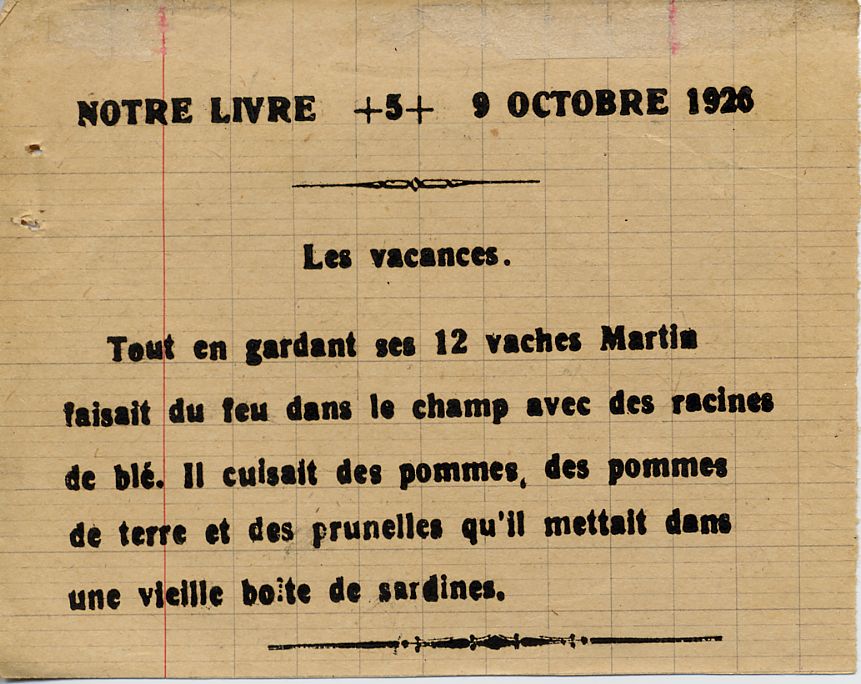 NOTRE LIVRE +5+ 9 OCTOBRE 1926
Les vacances.
Tout en gardant ses 12 vaches Martin
faisait du feu dans le champ avec des racines
de blé. Il cuisait des pommes, des pommes
de terre et des prunelles qu'il mettait dans
une vieille boite de sardines.